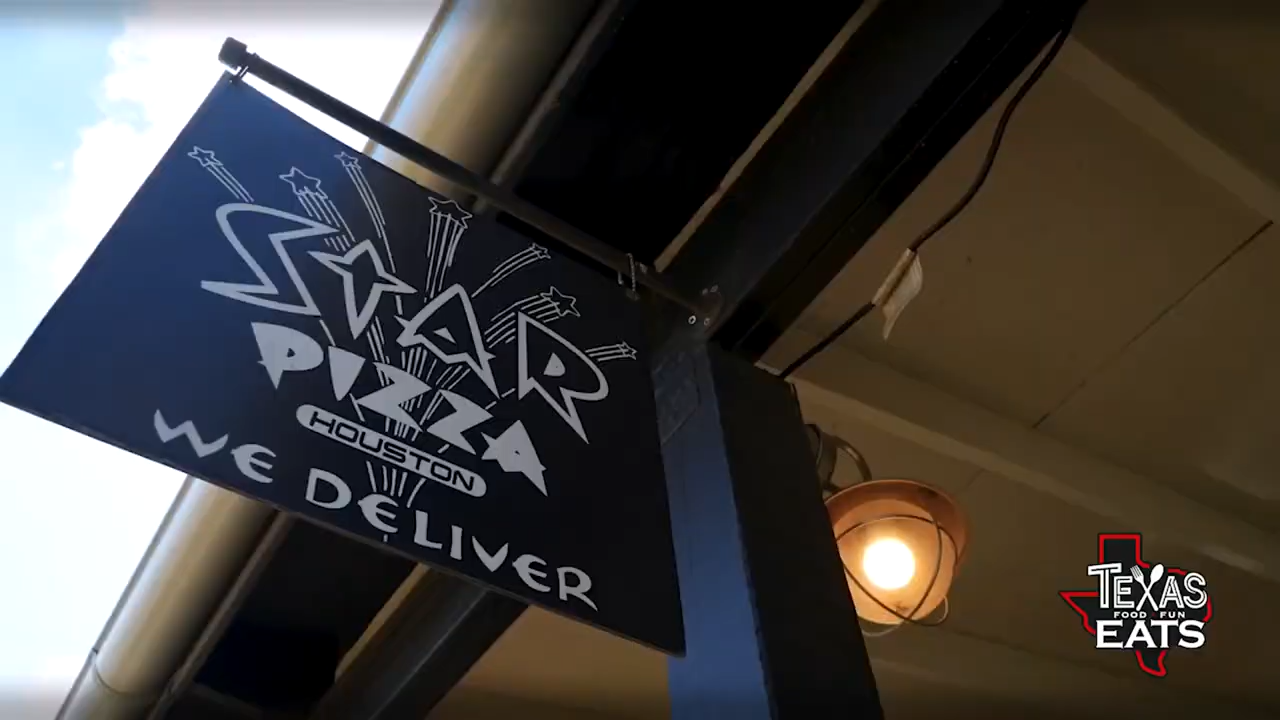 STAR
PIZZA
HOUSTON
WE DELIVER
TEXAS
FOOD FUN
EATS